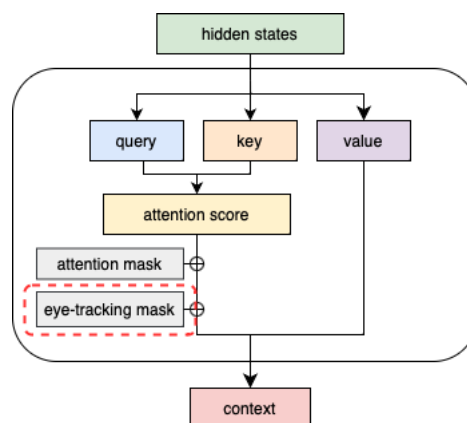 hidden states
query
key
value
attention score
attention mask
eye-tracking mask
context